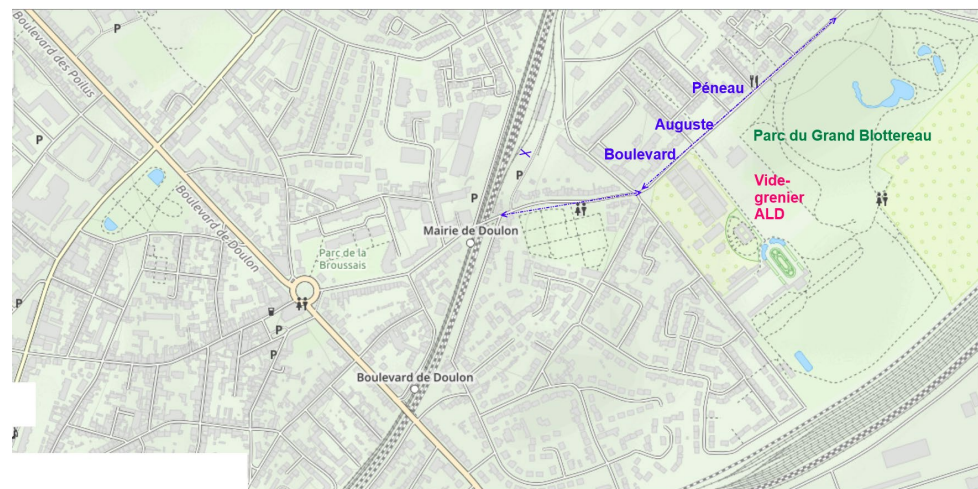 P
Boulevard des Poilus
Péneau
Auguste
Parc du Grand Blottereau
P
Boulevard
P
Vide-
grenier
ALD
P
Boulevard de Doulon
Mairie de Doulon
Parc de la
Broussais
P
P
P
Boulevard de Doulon